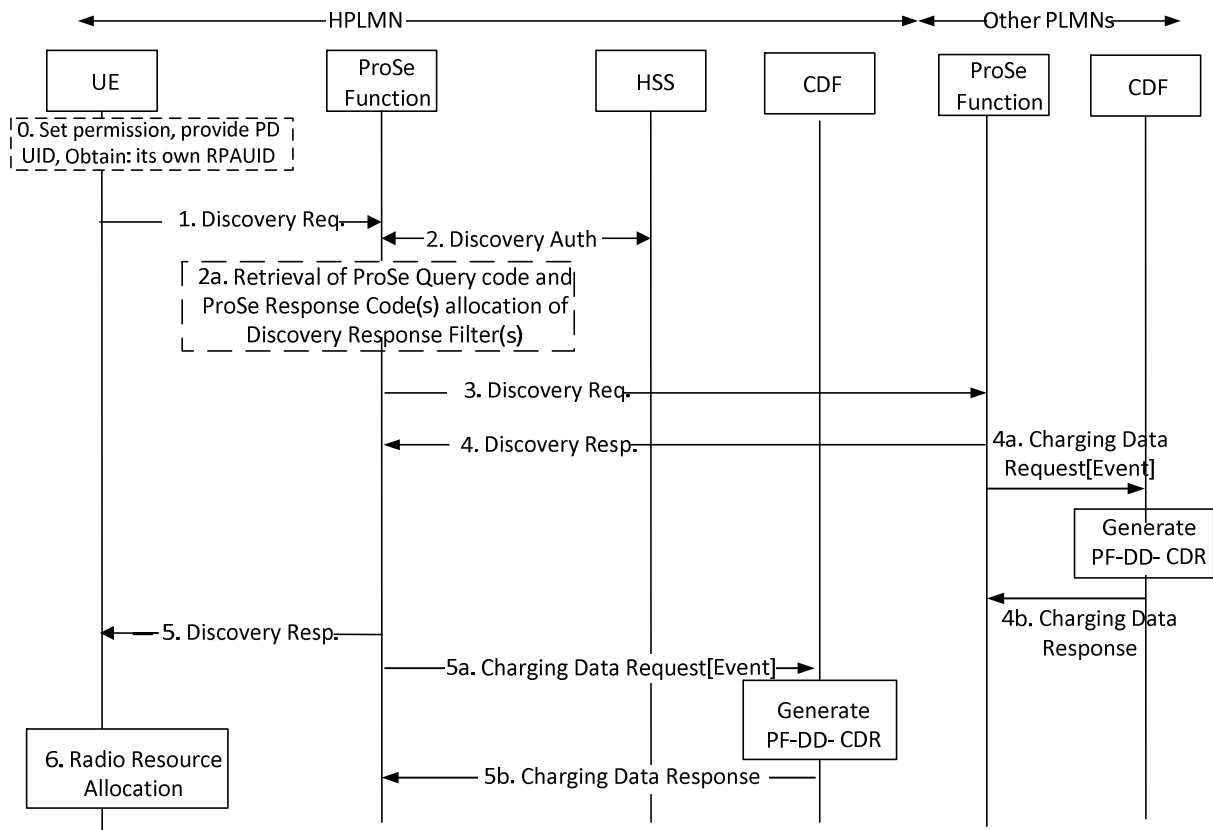 HPLMN
Other PLMNs
UE
ProSe
Function
HSS
CDF
ProSe
Function
CDF
0. Set permission, provide PD
UID, Obtain: its own RPAUID
1. Discovery Req.
2. Discovery Auth
2a. Retrieval of ProSe Query code and
ProSe Response Code(s) allocation of
Discovery Response Filter(s)
3. Discovery Req.
4. Discovery Resp.
4a. Charging Data
Request[Event]
Generate
PF-DD- CDR
4b. Charging Data
Response
5. Discovery Resp.
5a. Charging Data Request[Event]
Generate
PF-DD- CDR
5b. Charging Data Response
6. Radio Resource
Allocation